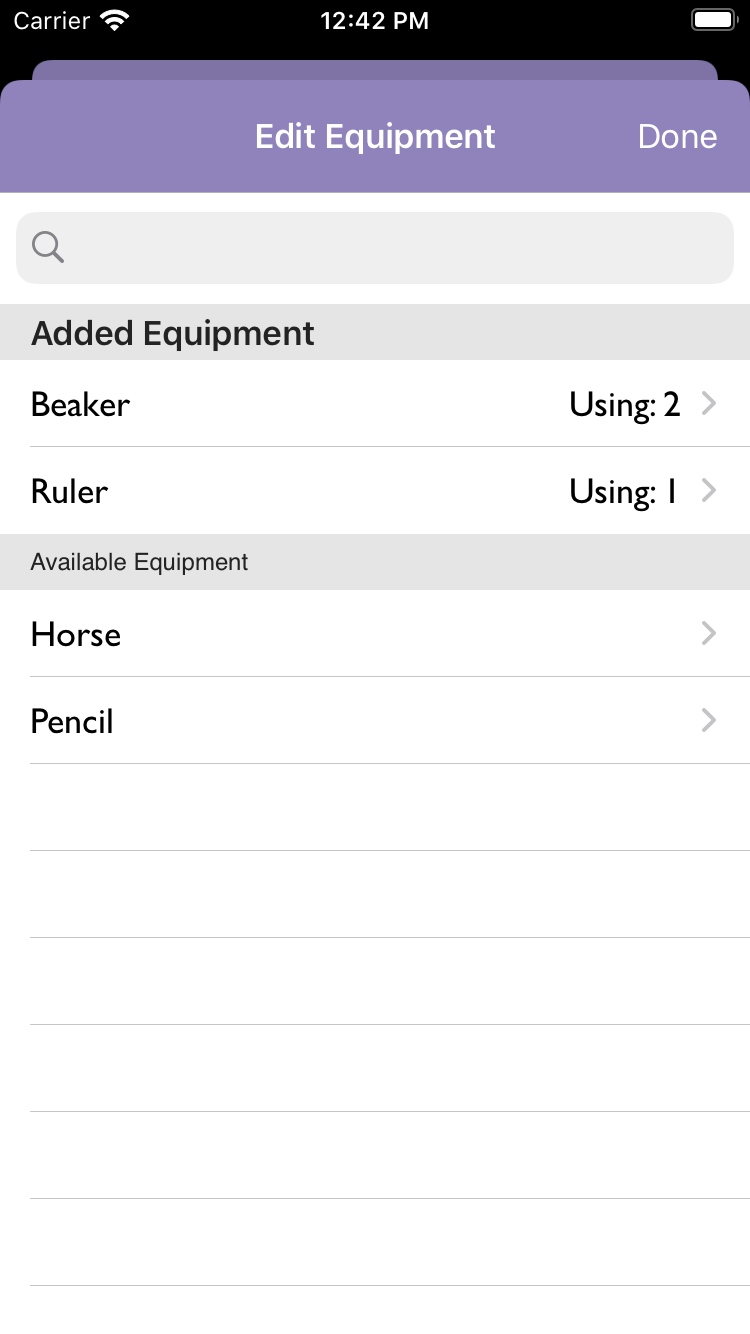 Carrier 12:42 PM
Edit Equipment Done
Added Equipment
Beaker Using: 2
Ruler Using: 1
Available Equipment
Horse
Pencil